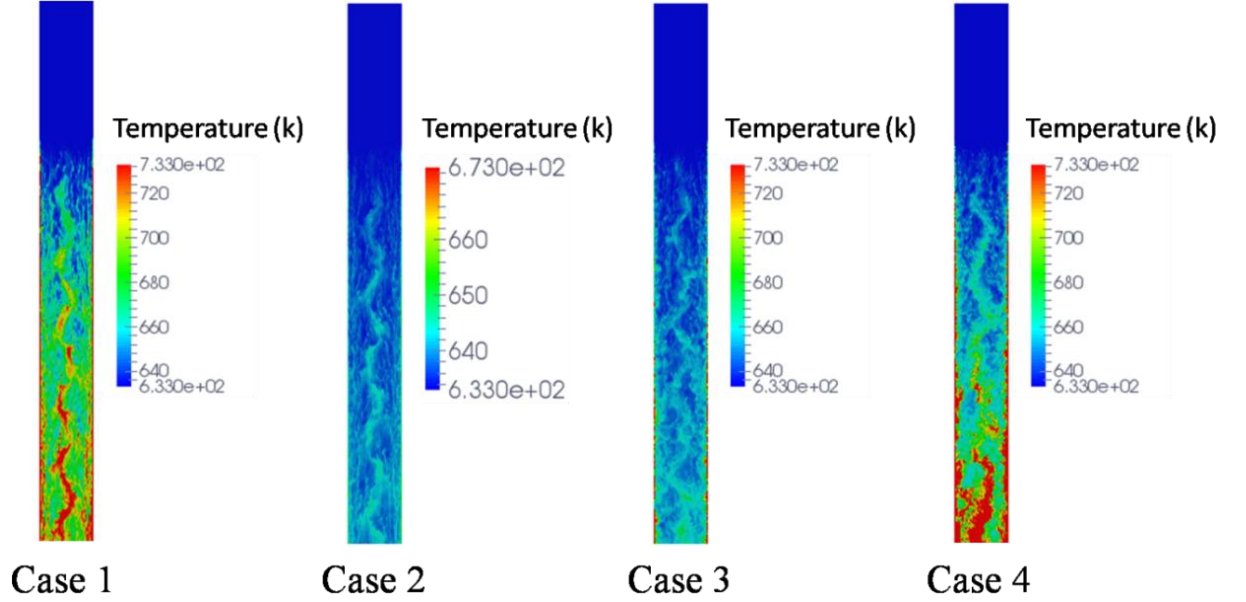 Temperature (k)
7.330e+02
720
700
680
660
640
6.330e+02
Case 1
Temperature (k)
6.730e+02
660
650
640
6.330e+02
Case 2
Temperature (k)
7.330e+02
720
700
680
660
640
6.330e+02
Case 3
Temperature (k)
7.330e+02
720
700
680
660
640
6.330e+02
Case 4